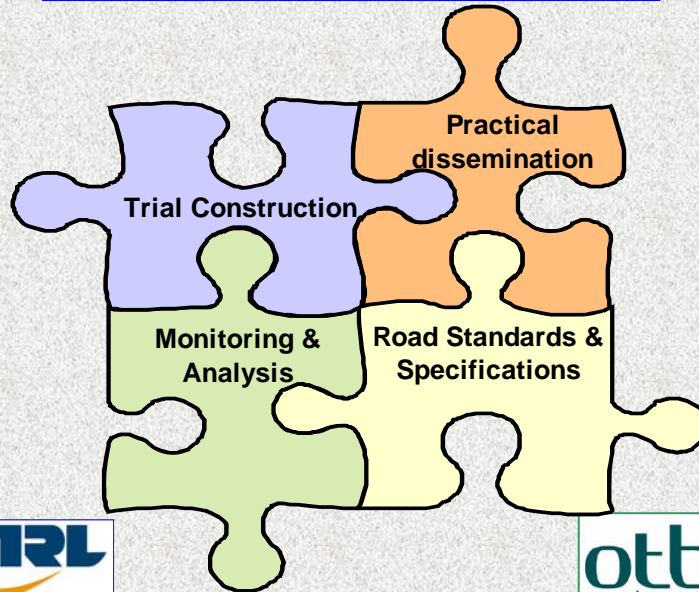 Practical
dissemination
Trial Construction
Monitoring &
Analysis
Road Standards &
Specifications